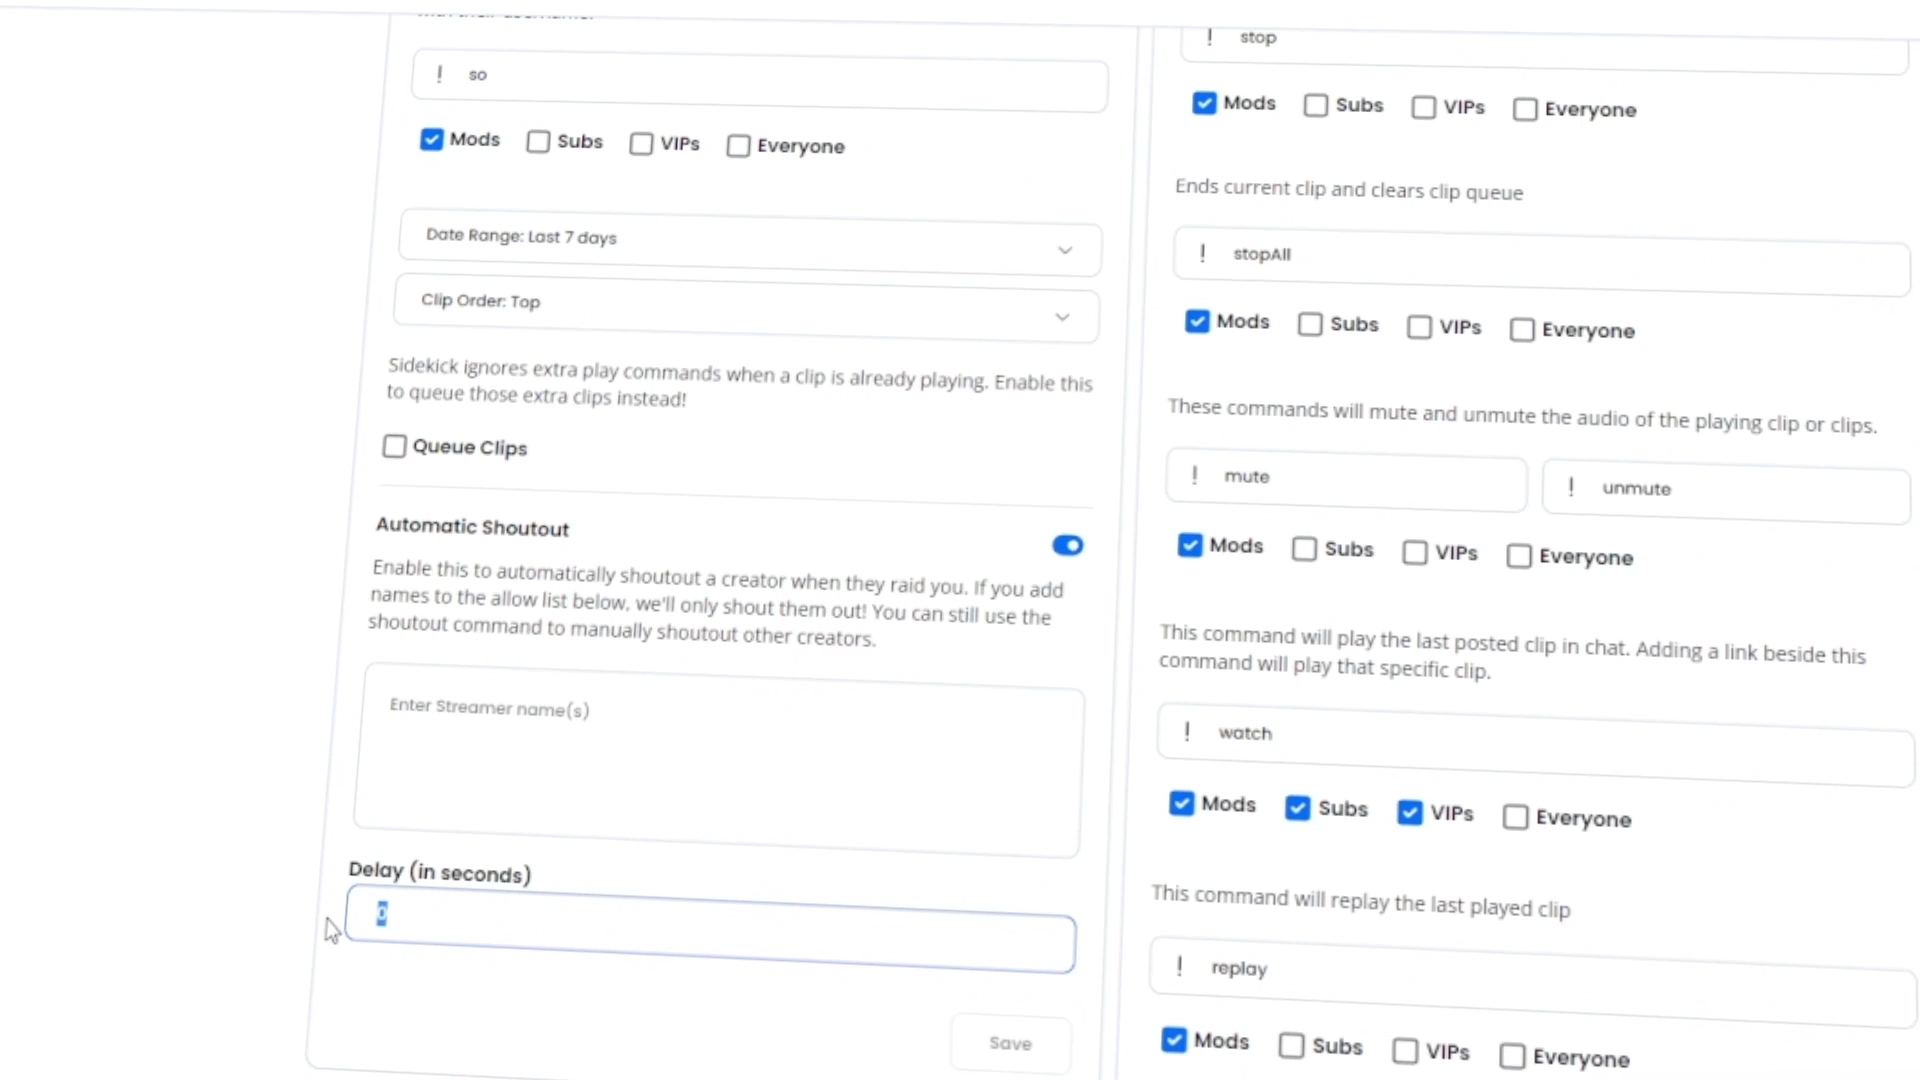 ! so
Mods Subs VIPs Everyone
Date Range: Last 7 days
Clip Order: Top
Sidekick ignores extra play commands when a clip is already playing. Enable this
to queue those extra clips instead!
Queue Clips
Automatic Shoutout
Enable this to automatically shoutout a creator when they raid you. If you add
names to the allow list below, we'll only shout them out! You can still use the
shoutout command to manually shoutout other creators.
Enter Streamer name(s)
Delay (in seconds)
0
Save
! stop
Mods Subs VIPs Everyone
Ends current clip and clears clip queue
! stopAll
Mods Subs VIPs Everyone
These commands will mute and unmute the audio of the playing clip or clips.
! mute ! unmute
Mods Subs VIPs Everyone
This command will play the last posted clip in chat. Adding a link beside this
command will play that specific clip.
! watch
Mods Subs VIPs Everyone
This command will replay the last played clip
! replay
Mods Subs VIPs Everyone